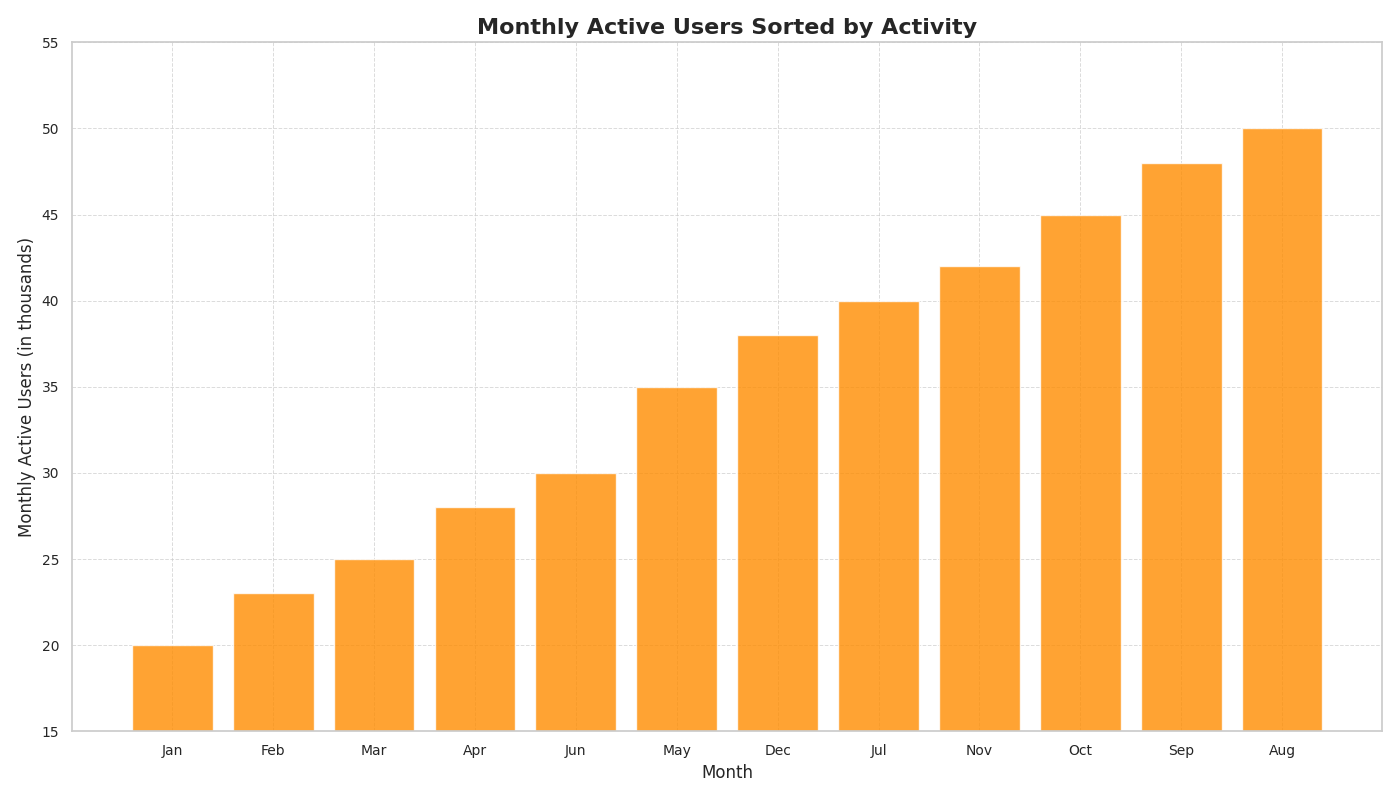 Monthly Active Users Sorted by Activity
Monthly Active Users (in thousands)
55
50
45
40
35
30
25
20
15
Jan Feb Mar Apr Jun May Dec Jul Nov Oct Sep Aug
Month